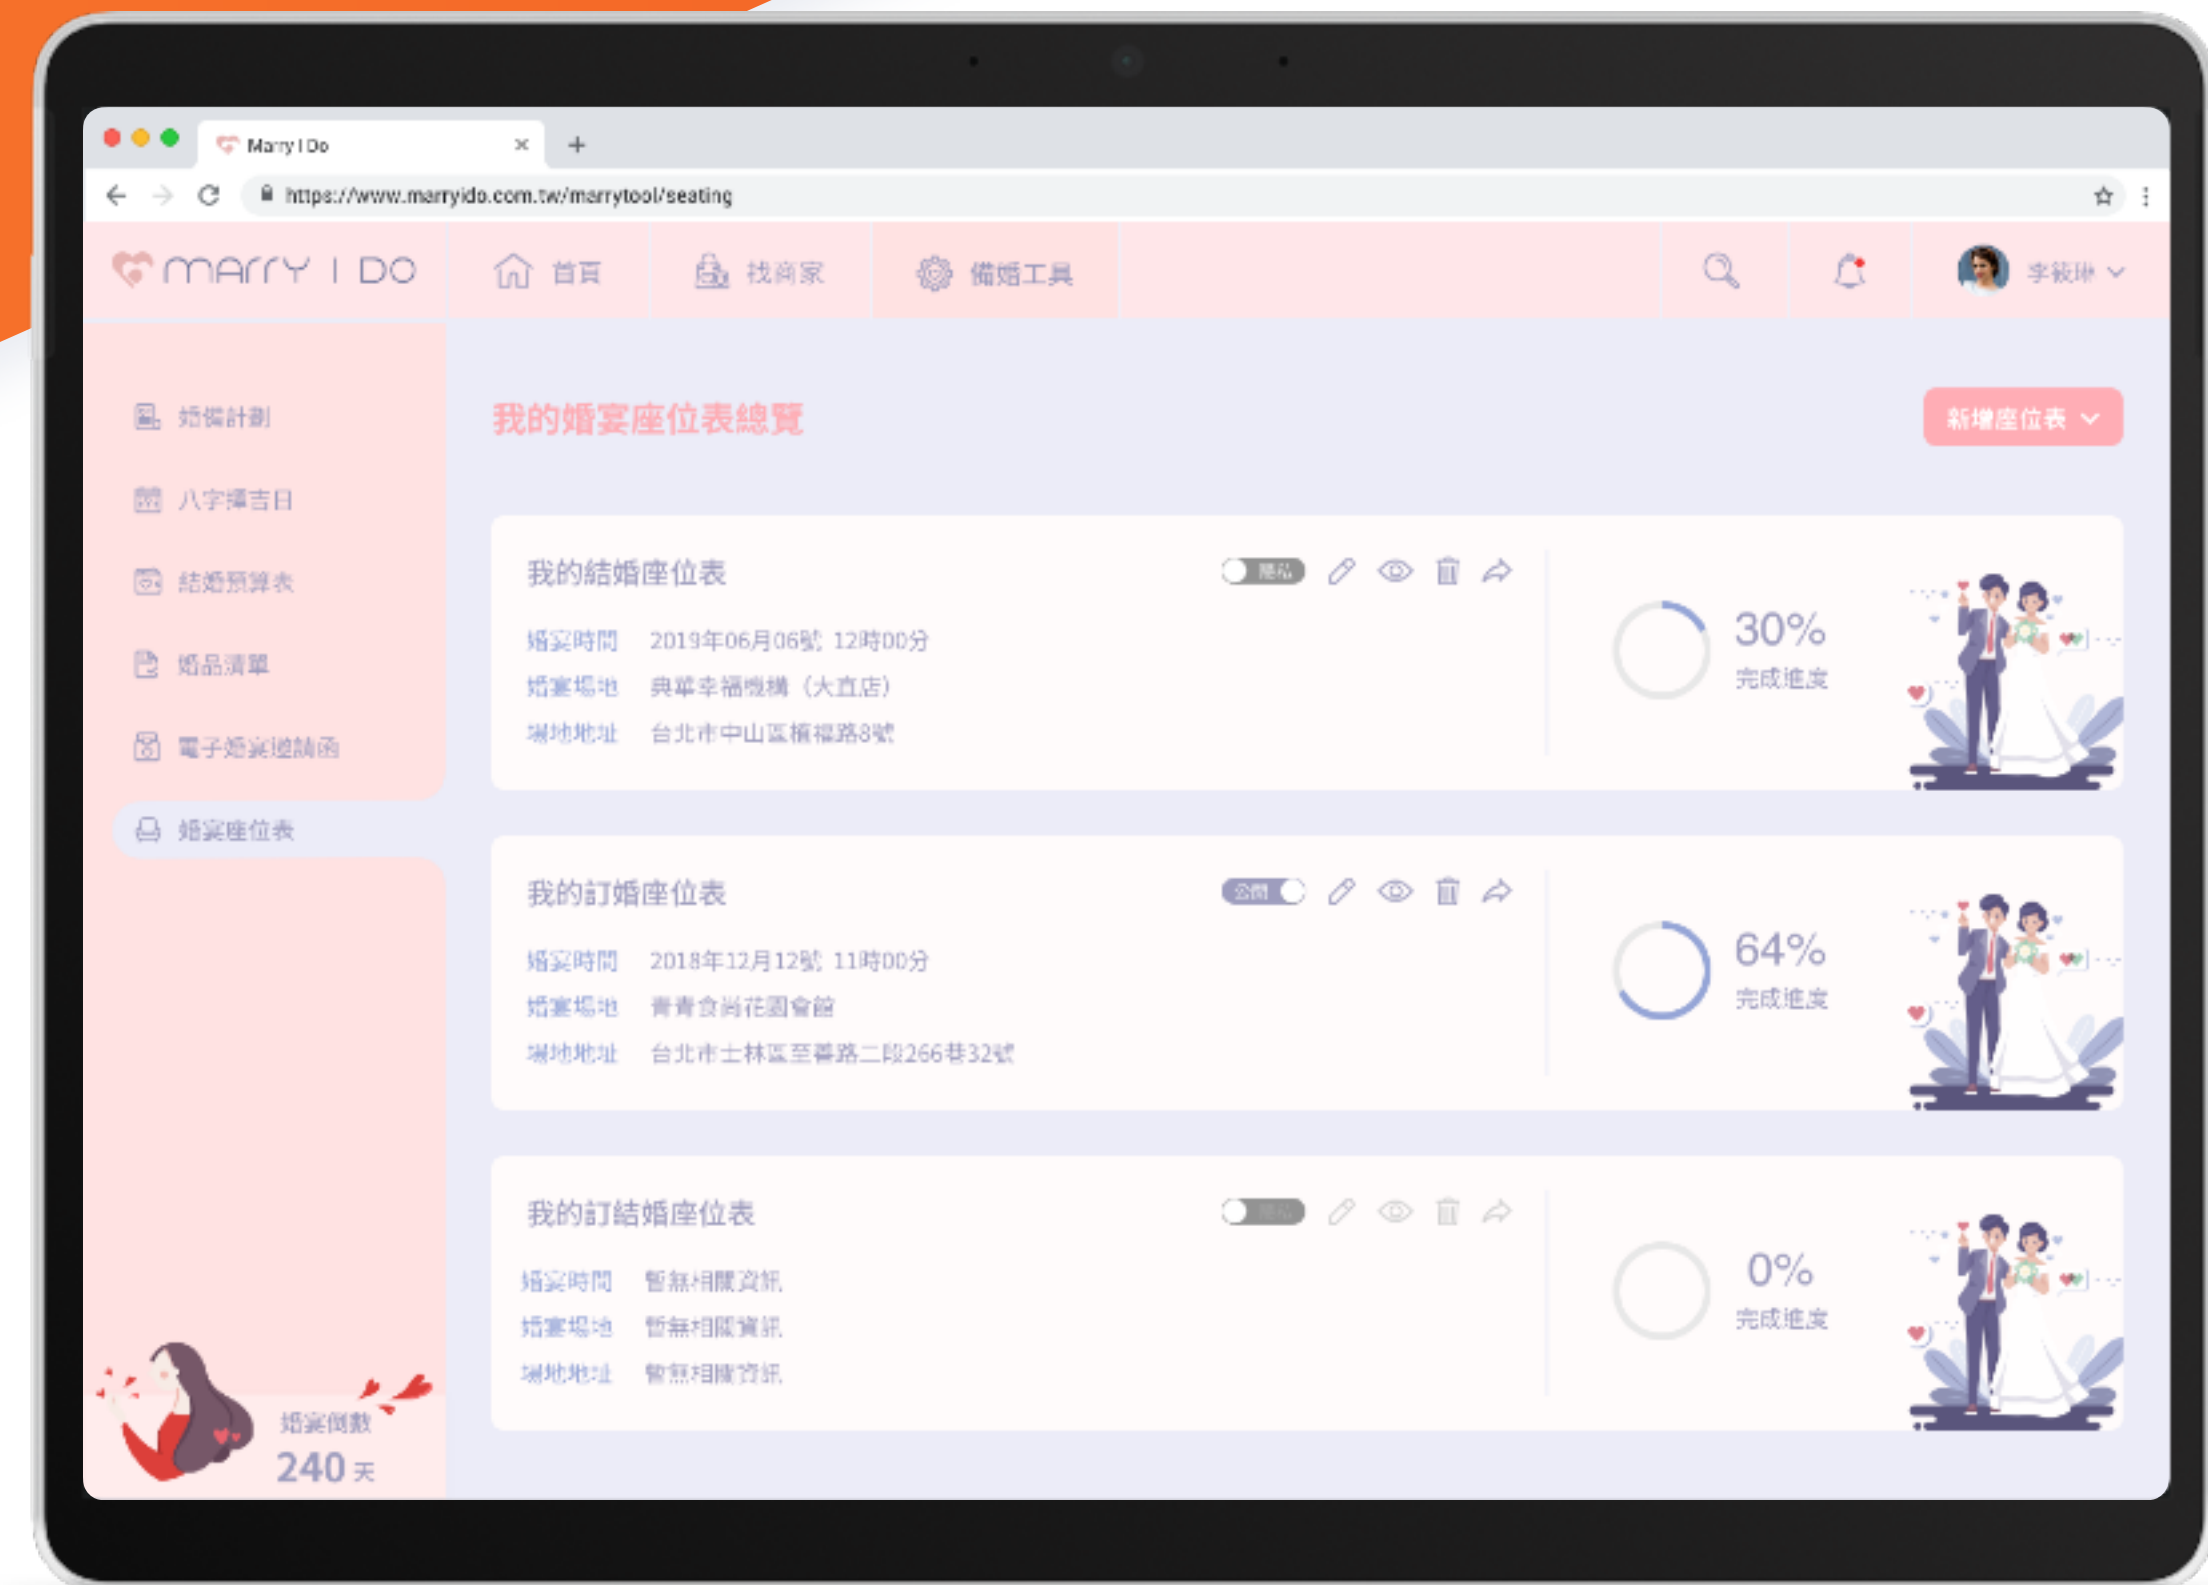 Marry I Do
https://www.marryido.com.tw/marrytool/seating
MARRY I DO
首頁
找商家
備婚工具
李筱琳
婚備計劃
八字擇吉日
結婚預算表
婚品清單
電子婚宴邀請函
婚宴座位表
婚宴倒數
240 天
我的婚宴座位表總覽
新增座位表
我的結婚座位表
隱私
婚宴時間 2019年06月06號 12時00分
婚宴場地 典華幸福機構（大直店）
場地地址 台北市中山區植福路8號
30%
完成進度
我的訂婚座位表
公開
婚宴時間 2018年12月12號 11時00分
婚宴場地 青青食尚花園會館
場地地址 台北市士林區至善路二段266巷32號
64%
完成進度
我的訂結婚座位表
隱私
婚宴時間 暫無相關資訊
婚宴場地 暫無相關資訊
場地地址 暫無相關資訊
0%
完成進度